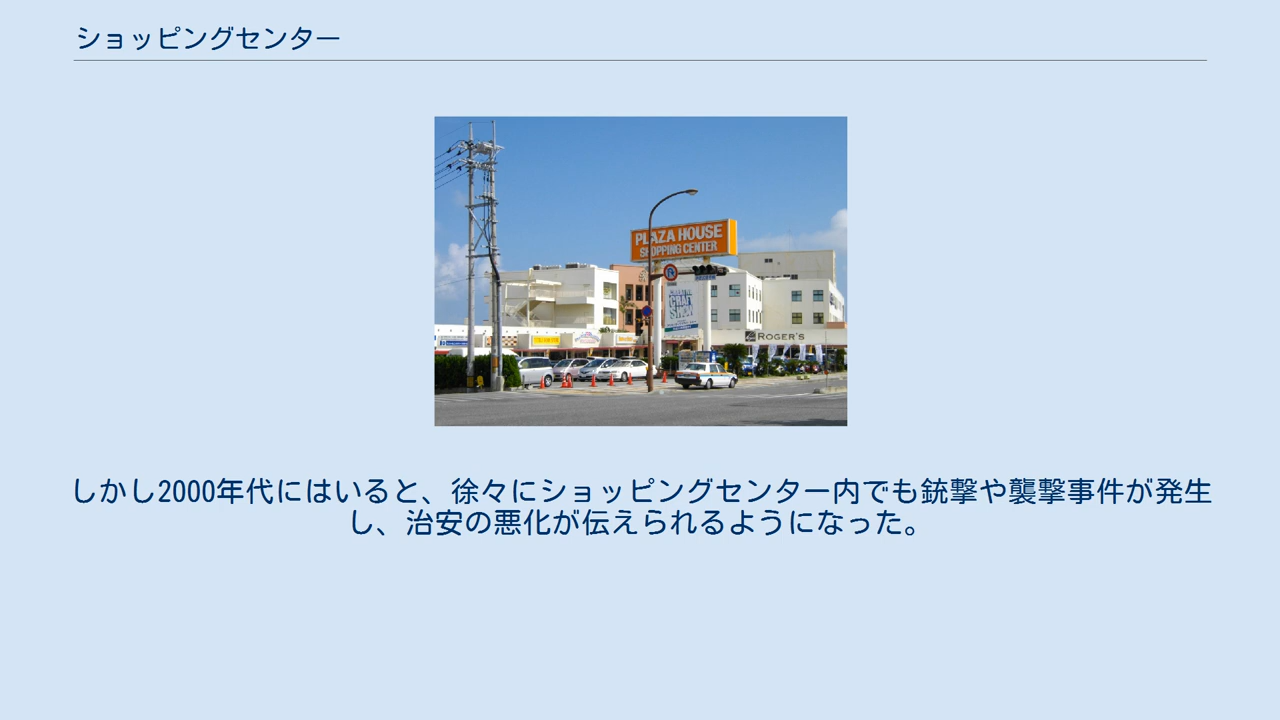 ショッピングセンター
PLAZA HOUSE
SHOPPING CENTER
CRAFT
ROGER'S
しかし2000年代にはいると、徐々にショッピングセンター内でも銃撃や襲撃事件が発生
し、治安の悪化が伝えられるようになった。